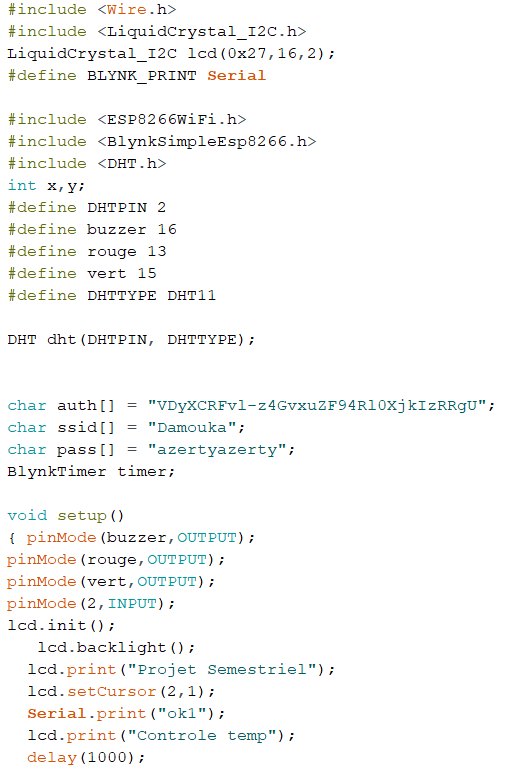 #include <Wire.h>
#include <LiquidCrystal_I2C.h>
LiquidCrystal_I2C lcd(0x27,16,2);
#define BLYNK_PRINT Serial
#include <ESP8266WiFi.h>
#include <BlynkSimpleEsp8266.h>
#include <DHT.h>
int x,y;
#define DHTPIN 2
#define buzzer 16
#define rouge 13
#define vert 15
#define DHTTYPE DHT11
DHT dht(DHTPIN, DHTTYPE);
char auth[] = "VDyXCRFvl-z4GvxuZF94Rl0XjkIzRRgU";
char ssid[] = "Damouka";
char pass[] = "azertyazerty";
BlynkTimer timer;
void setup()
{ pinMode(buzzer,OUTPUT);
pinMode(rouge,OUTPUT);
pinMode(vert,OUTPUT);
pinMode(2,INPUT);
lcd.init();
lcd.backlight();
lcd.print("Projet Semestriel");
lcd.setCursor(2,1);
Serial.print("ok1");
lcd.print("Controle temp");
delay(1000);